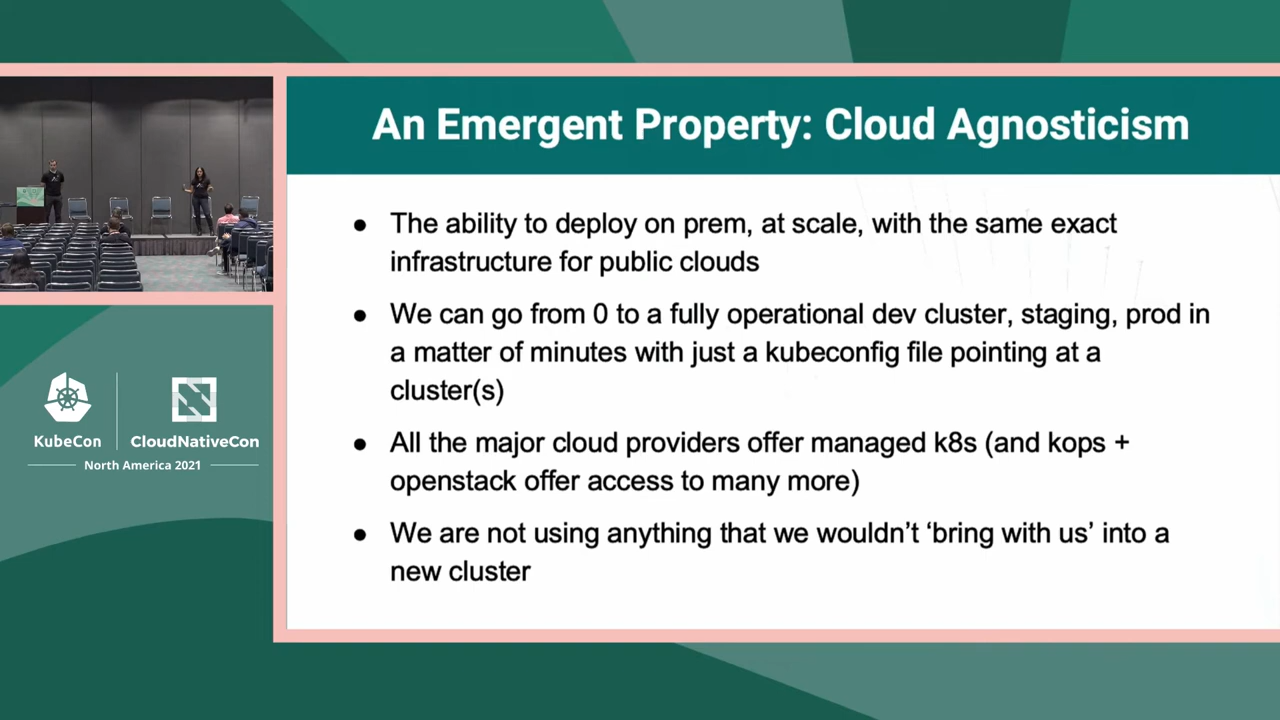 An Emergent Property: Cloud Agnosticism
● The ability to deploy on prem, at scale, with the same exact
infrastructure for public clouds
● We can go from 0 to a fully operational dev cluster, staging, prod in
a matter of minutes with just a kubeconfig file pointing at a
cluster(s)
● All the major cloud providers offer managed k8s (and kops +
openstack offer access to many more)
● We are not using anything that we wouldn’t ‘bring with us’ into a
new cluster
KubeCon
CloudNativeCon
North America 2021